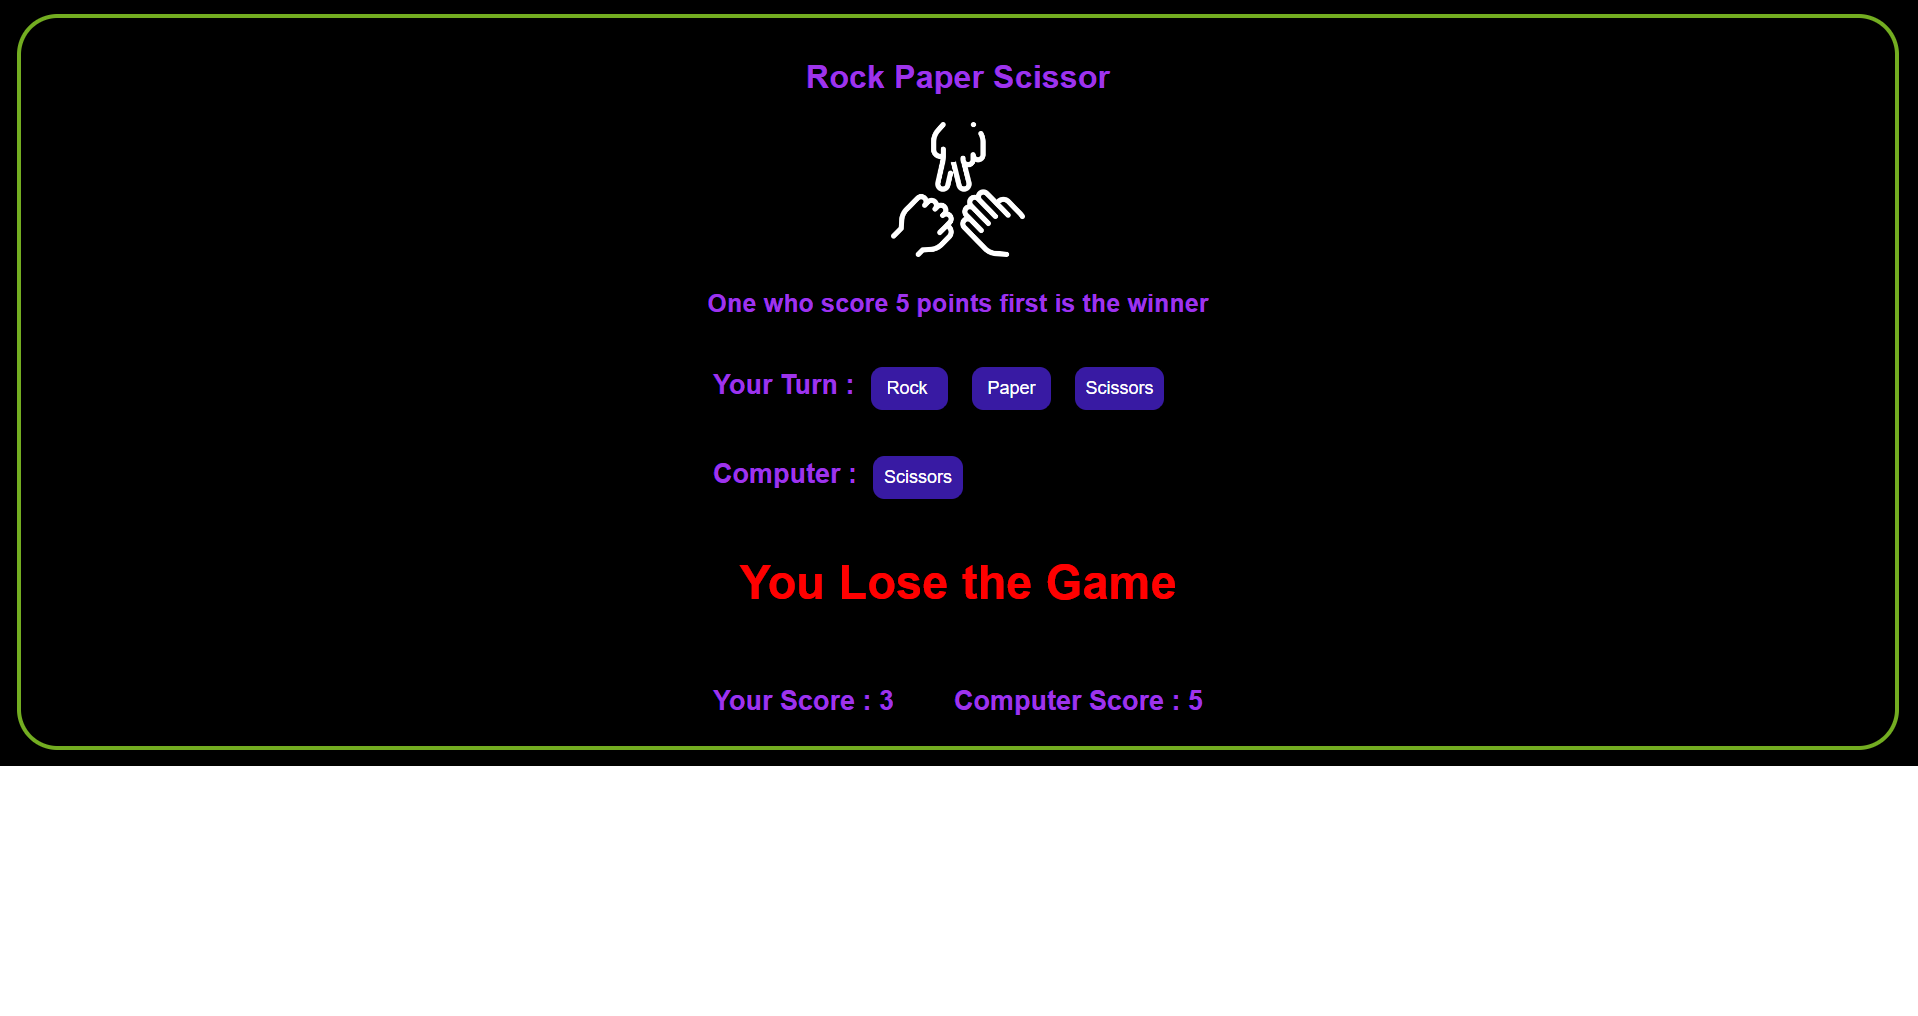 Rock Paper Scissor
One who score 5 points first is the winner
Your Turn : Rock Paper Scissors
Computer : Scissors
You Lose the Game
Your Score : 3 Computer Score : 5